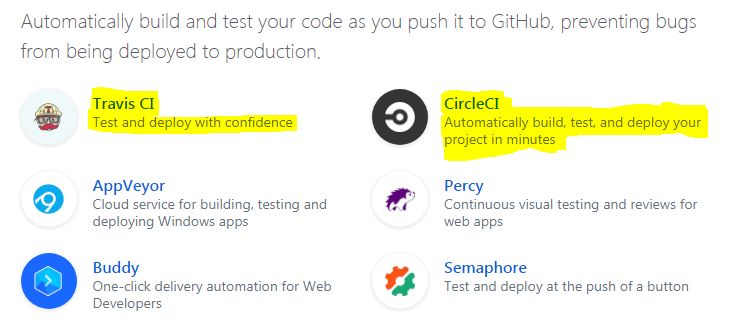 Automatically build and test your code as you push it to GitHub, preventing bugs
from being deployed to production.
Travis CI
Test and deploy with confidence
CircleCI
Automatically build, test, and deploy your
project in minutes
AppVeyor
Cloud service for building, testing and
deploying Windows apps
Percy
Continuous visual testing and reviews for
web apps
Buddy
One-click delivery automation for Web
Developers
Semaphore
Test and deploy at the push of a button